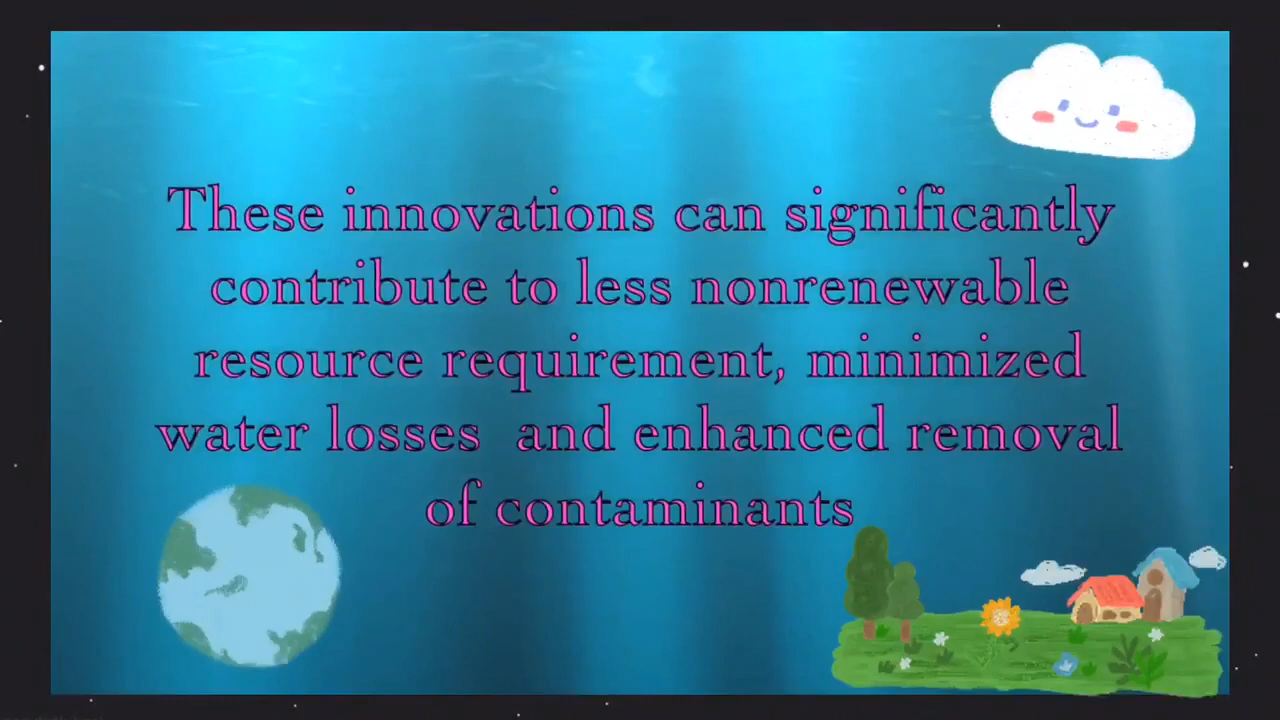 These innovations can significantly
contribute to less nonrenewable
resource requirement, minimized
water losses  and enhanced removal
of contaminants